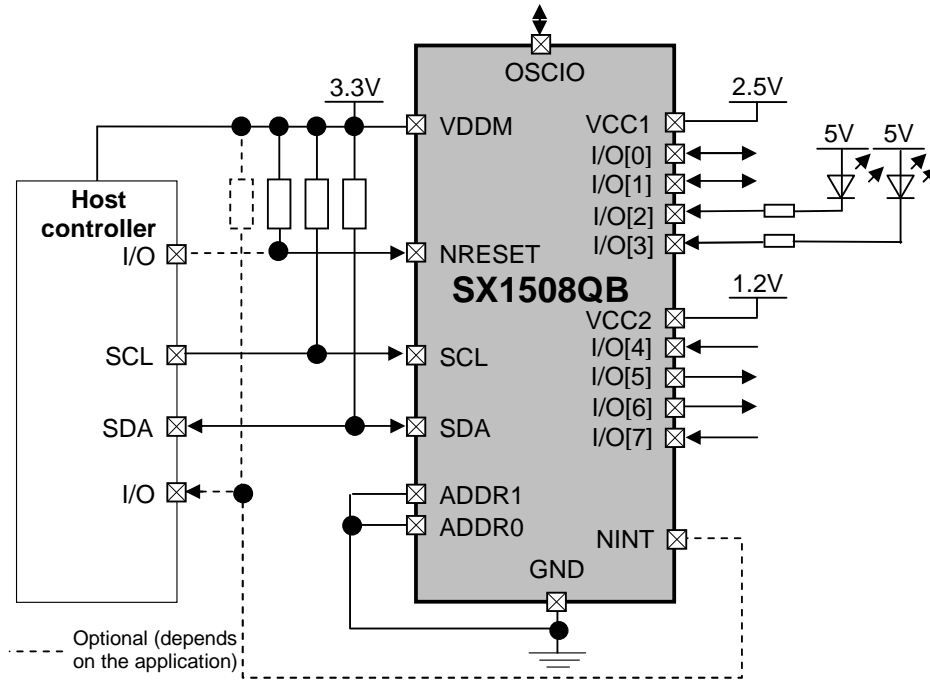 OSCIO
3.3V
VDDM
VCC1
2.5V
I/O[0]
I/O[1]
I/O[2]
I/O[3]
5V
5V
Host
controller
I/O
NRESET
SX1508QB
1.2V
VCC2
I/O[4]
I/O[5]
I/O[6]
I/O[7]
SCL
SCL
SDA
SDA
I/O
ADDR1
ADDR0
NINT
GND
Optional (depends
on the application)